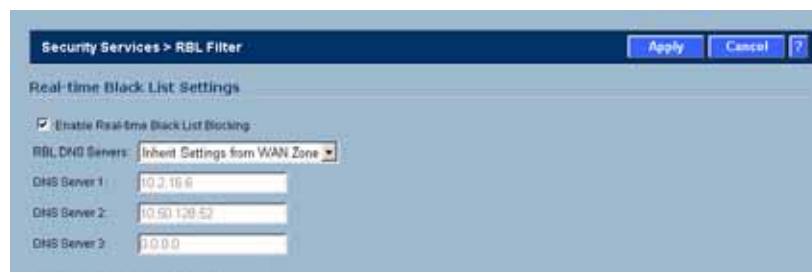 Security Services > RBL Filter
Apply Cancel ?
Real-time Black List Settings
Enable Real-time Black List Blocking
RBL DNS Servers: Inherit Settings from WAN Zone
DNS Server 1: 10.2.16.6
DNS Server 2: 10.50.128.52
DNS Server 3: 0.0.0.0